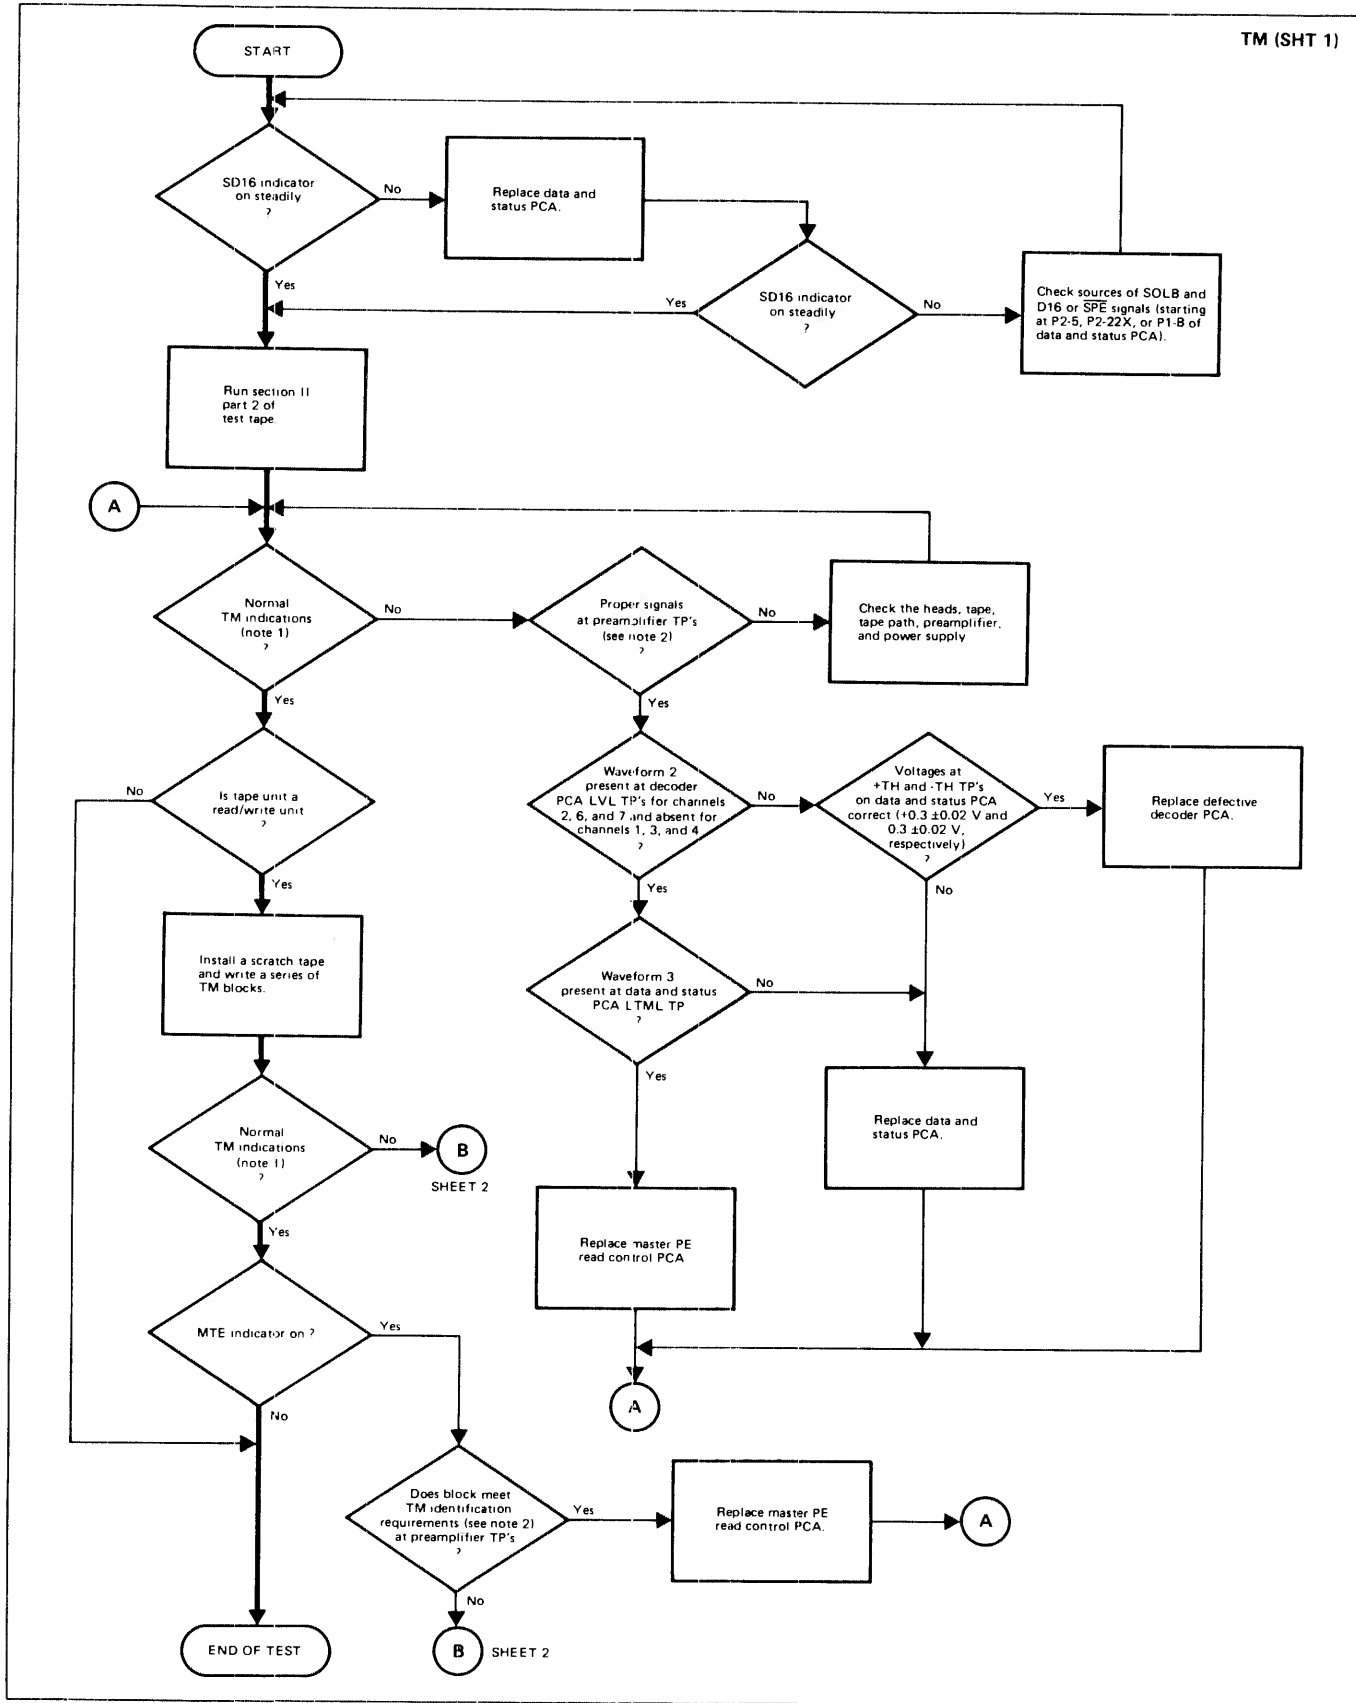 TM (SHT 1)
START
SD16 indicator
on steadily
?
No
Replace data and
status PCA.
Yes
SD16 indicator
on steadily
?
Yes
No
Check sources of SOLB and
D16 or SPE signals (starting
at P2-5, P2-22X, or P1-B of
data and status PCA).
Run section II
part 2 of
test tape.
A
Normal
TM indications
(note 1)
?
No
Proper signals
at preamplifier TP's
(see note 2)
?
No
Check the heads, tape,
tape path, preamplifier,
and power supply
Yes
Yes
Is tape unit a
read/write unit
?
No
Waveform 2
present at decoder
PCA LVL TP's for channels
2, 6, and 7 and absent for
channels 1, 3, and 4
?
No
Voltages at
+TH and -TH TP's
on data and status PCA
correct (+0.3 ±0.02 V and
0.3 ±0.02 V,
respectively)
?
Yes
Replace defective
decoder PCA.
Yes
Yes
No
Install a scratch tape
and write a series of
TM blocks.
Waveform 3
present at data and status
PCA LTML TP
?
No
Yes
Replace data and
status PCA.
Normal
TM indications
(note 1)
?
No
B
SHEET 2
Yes
Replace master PE
read control PCA
MTE indicator on ?
Yes
No
A
Does block meet
TM identification
requirements (see note 2)
at preamplifier TP's
?
Yes
Replace master PE
read control PCA.
A
No
END OF TEST
B
SHEET 2